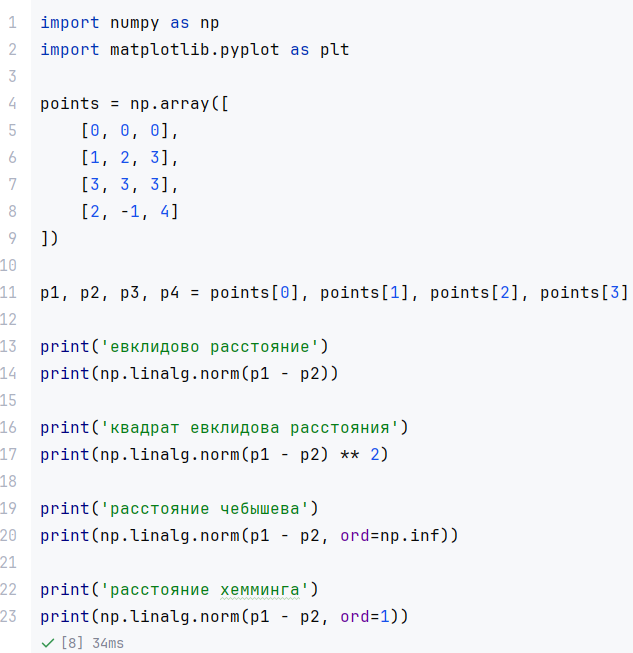 1 import numpy as np
2 import matplotlib.pyplot as plt
3
4 points = np.array([
5     [0, 0, 0],
6     [1, 2, 3],
7     [3, 3, 3],
8     [2, -1, 4]
9 ])
10
11 p1, p2, p3, p4 = points[0], points[1], points[2], points[3]
12
13 print('евклидово расстояние')
14 print(np.linalg.norm(p1 - p2))
15
16 print('квадрат евклидова расстояния')
17 print(np.linalg.norm(p1 - p2) ** 2)
18
19 print('расстояние чебышева')
20 print(np.linalg.norm(p1 - p2, ord=np.inf))
21
22 print('расстояние хемминга')
23 print(np.linalg.norm(p1 - p2, ord=1))
✓ [8] 34ms